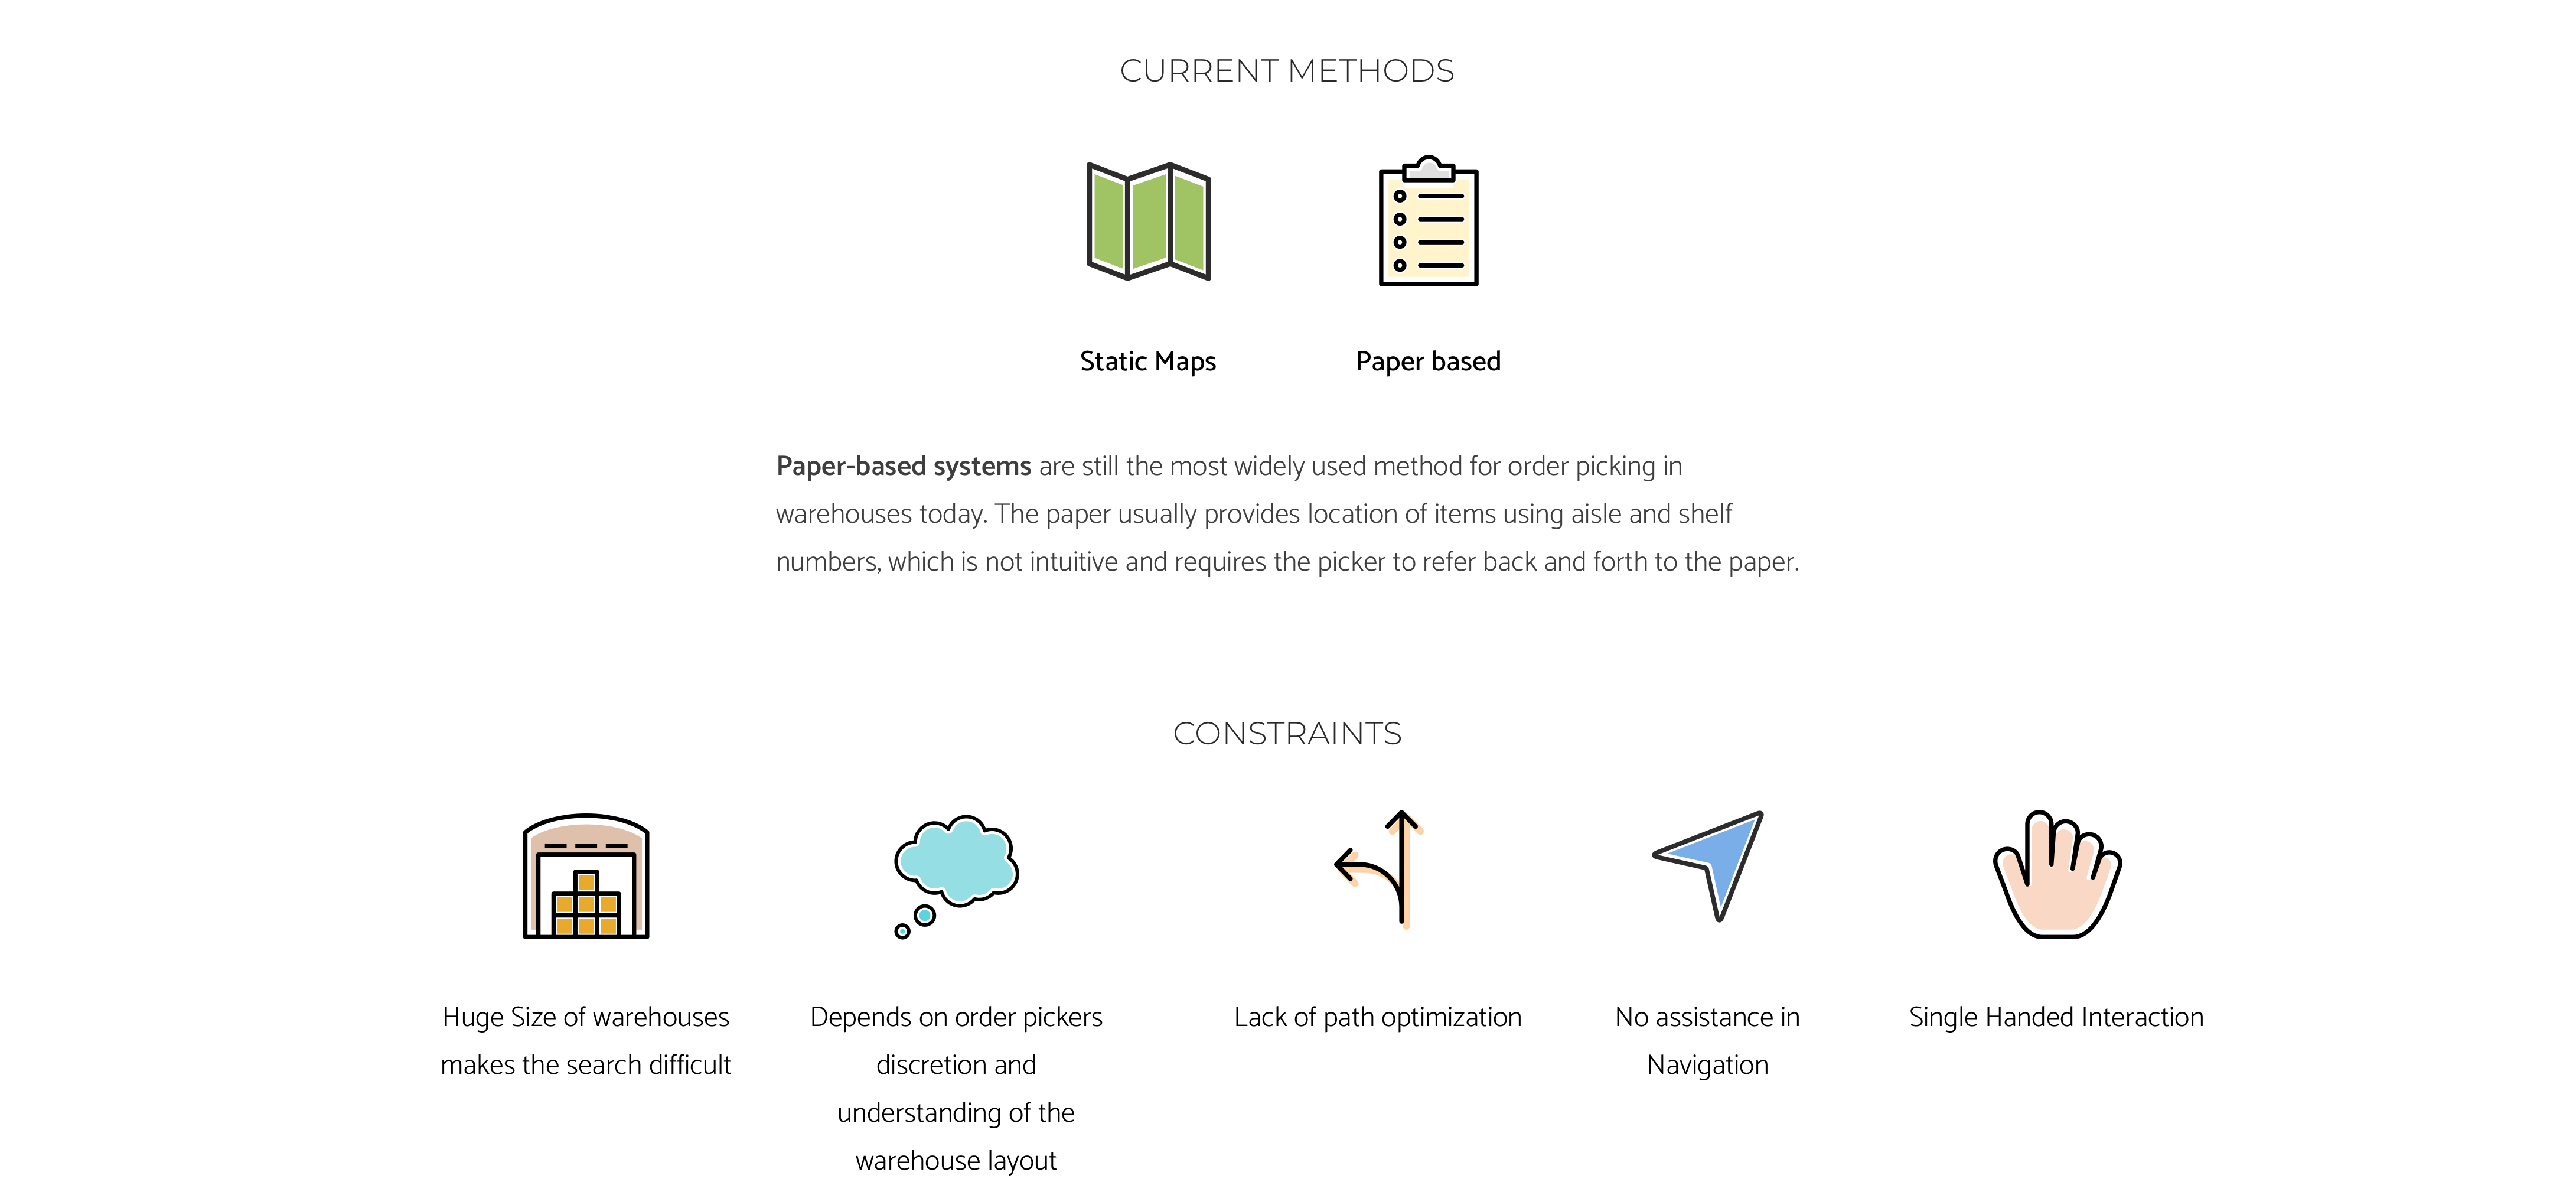 CURRENT METHODS
Static Maps
Paper based
Paper-based systems are still the most widely used method for order picking in
warehouses today. The paper usually provides location of items using aisle and shelf
numbers, which is not intuitive and requires the picker to refer back and forth to the paper.
CONSTRAINTS
Huge Size of warehouses
makes the search difficult
Depends on order pickers
discretion and
understanding of the
warehouse layout
Lack of path optimization
No assistance in
Navigation
Single Handed Interaction